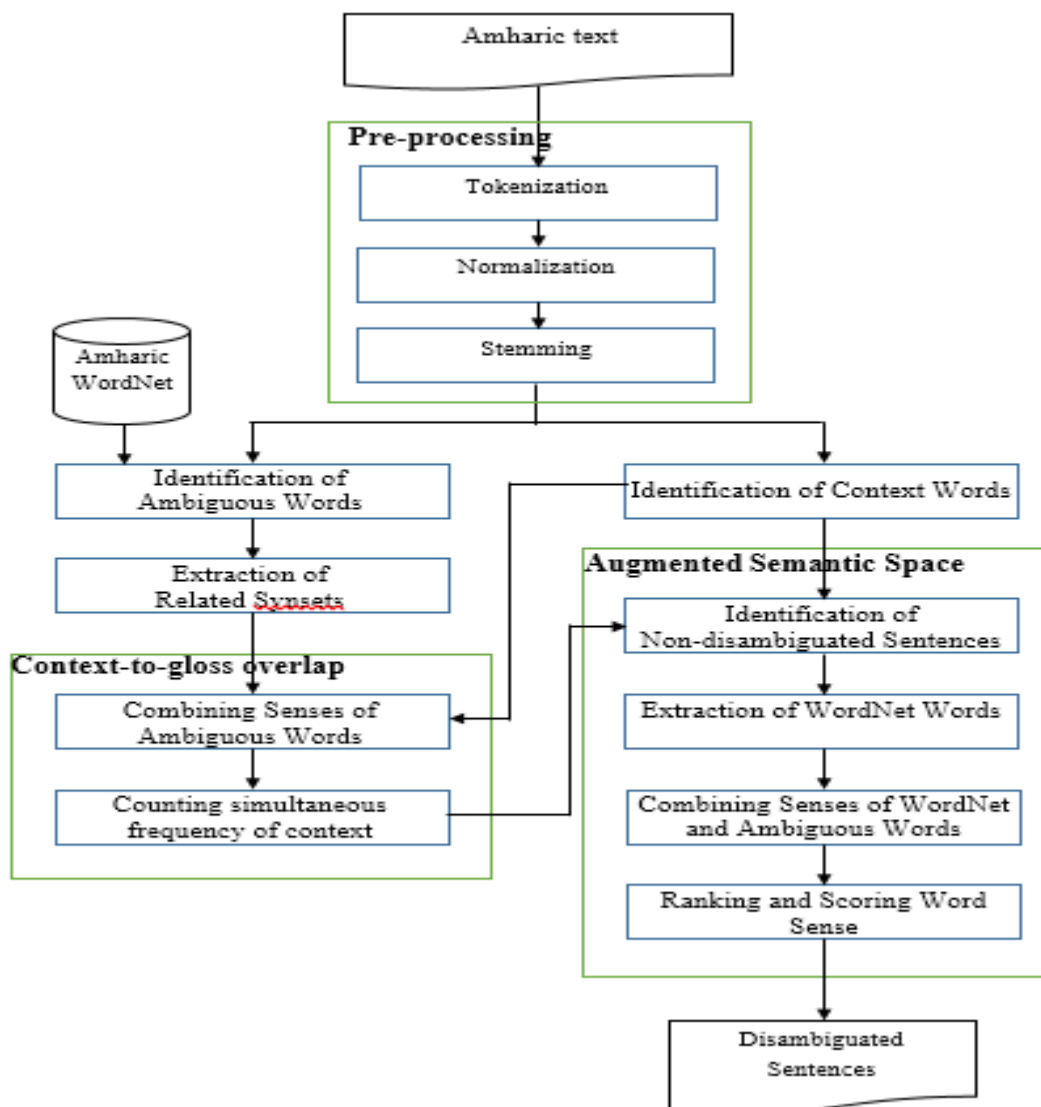 Amharic text
Pre-processing
Tokenization
Normalization
Stemming
Amharic
WordNet
Identification of
Ambiguous Words
Extraction of
Related Synsets
Context-to-gloss overlap
Combining Senses of
Ambiguous Words
Counting simultaneous
frequency of context
Identification of Context Words
Augmented Semantic Space
Identification of
Non-disambiguated Sentences
Extraction of WordNet Words
Combining Senses of WordNet
and Ambiguous Words
Ranking and Scoring Word
Sense
Disambiguated
Sentences